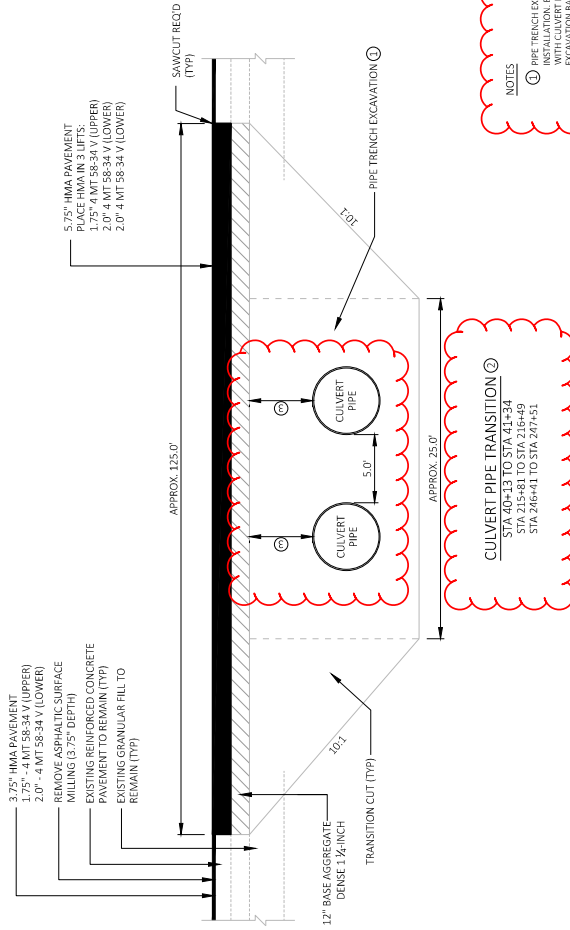 3.75" HMA PAVEMENT
1.75" - 4 MT 58-34 V (UPPER)
2.0" - 4 MT 58-34 V (LOWER)
REMOVE ASPHALTIC SURFACE
MILLING (3.75" DEPTH)
EXISTING REINFORCED CONCRETE
PAVEMENT TO REMAIN (TYP)
EXISTING GRANULAR FILL TO
REMAIN (TYP)
5.75" HMA PAVEMENT
PLACE HMA IN 3 LIFTS:
1.75" 4 MT 58-34 V (UPPER)
2.0" 4 MT 58-34 V (LOWER)
2.0" 4 MT 58-34 V (LOWER)
SAWCUT REQ'D
(TYP)
APPROX. 125.0'
12" BASE AGGREGATE
DENSE 1 ¼-INCH
TRANSITION CUT (TYP)
10:1
3
CULVERT
PIPE
5.0'
3
CULVERT
PIPE
10:1
PIPE TRENCH EXCAVATION 1
APPROX. 25.0'
CULVERT PIPE TRANSITION 2
STA 40+13 TO STA 41+34
STA 215+81 TO STA 216+49
STA 246+41 TO STA 247+51
NOTES
1 PIPE TRENCH EX
INSTALLATION.
WITH CULVERT
EXCAVATION BA